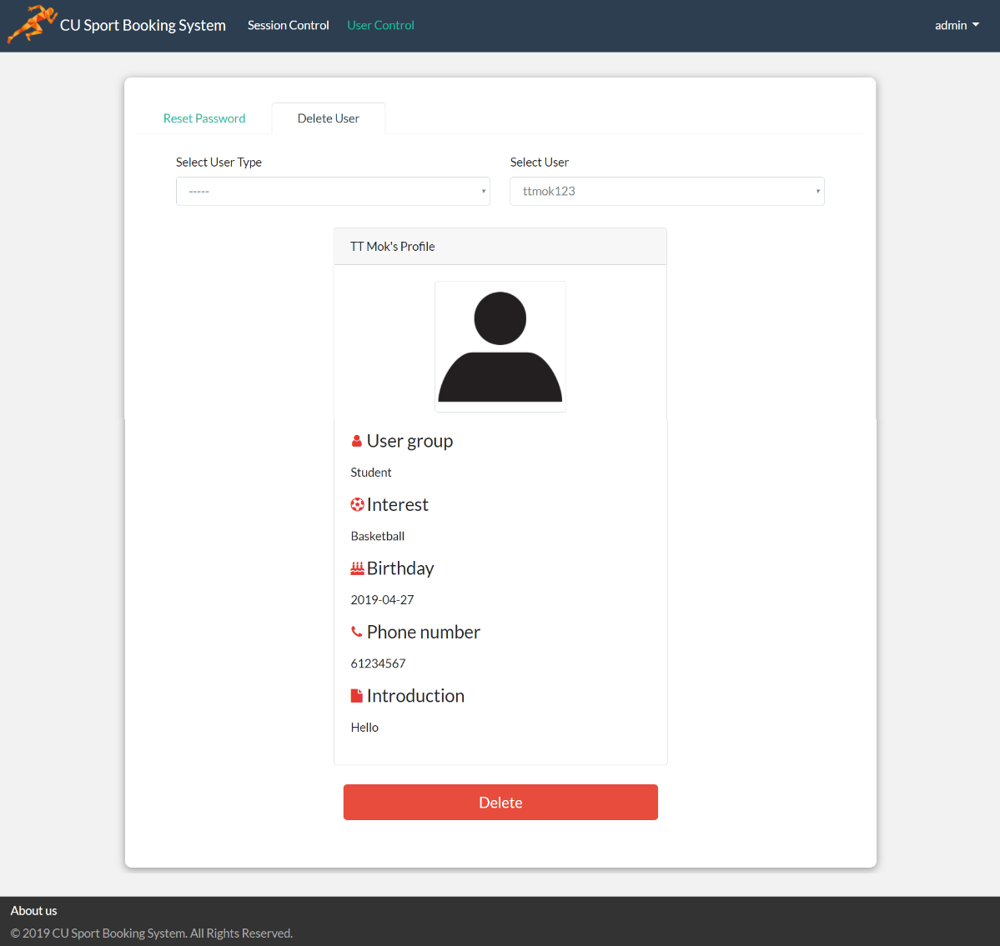 CU Sport Booking System Session Control User Control admin
Reset Password Delete User
Select User Type Select User
----- ttmok123
TT Mok's Profile
User group
Student
Interest
Basketball
Birthday
2019-04-27
Phone number
61234567
Introduction
Hello
Delete
About us
© 2019 CU Sport Booking System. All Rights Reserved.